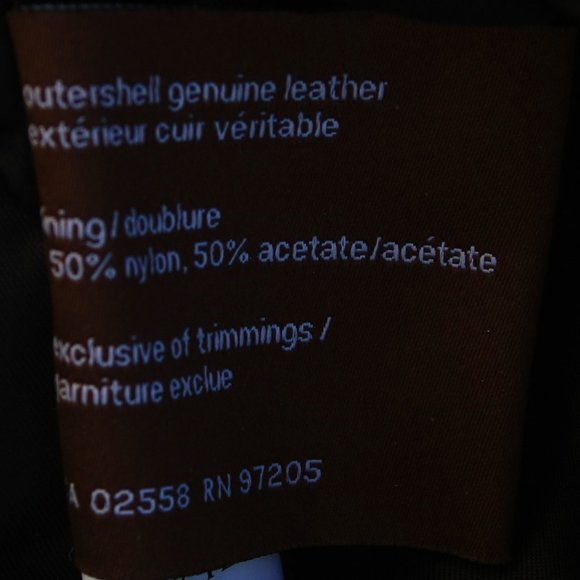 outershell genuine leather
extérieur cuir véritable
ning / doublure
50% nylon, 50% acetate/acétate
exclusive of trimmings /
arniture exclue
A 02558 RN 97205